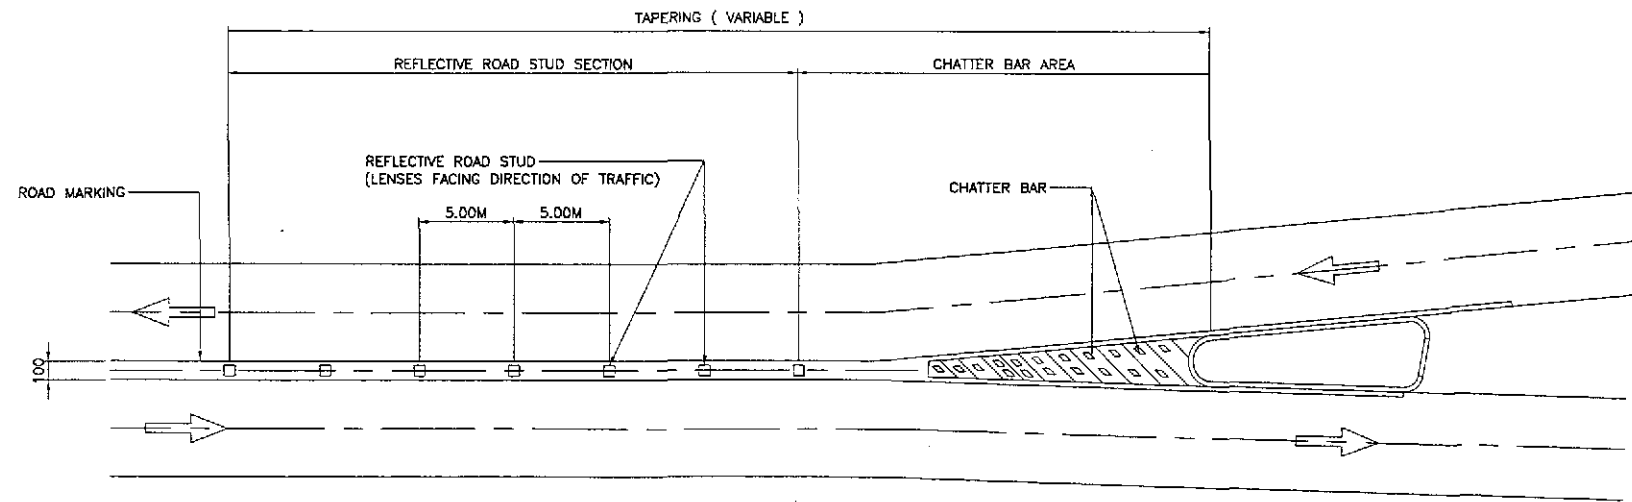 TAPERING ( VARIABLE )
REFLECTIVE ROAD STUD SECTION
CHATTER BAR AREA
REFLECTIVE ROAD STUD
(LENSES FACING DIRECTION OF TRAFFIC)
ROAD MARKING
CHATTER BAR
5.00M
5.00M
100